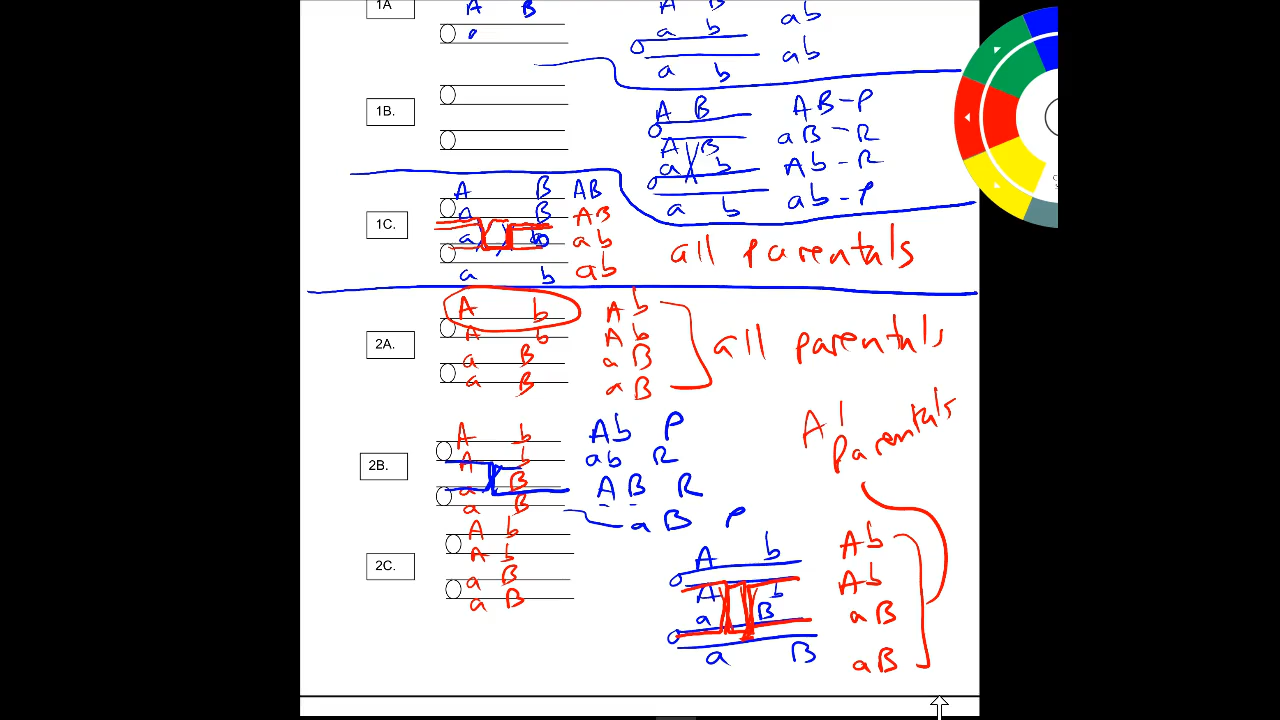 1A
A B
a
A B ab
a b
ab
a b
1B.
A B AB-P
aB-R
A B
a b Ab-R
a b ab-P
1C.
A B AB
A B AB
a b ab
a b ab
all parentals
2A.
A b Ab
A b Ab
a B aB
a B aB
all parentals
2B.
A b Ab P
A b ab R
a B AB R
a B aB P
2C.
A b
A b
a B
a B
A b
A b
a B
a B
Ab
Ab
aB
aB
Parentals